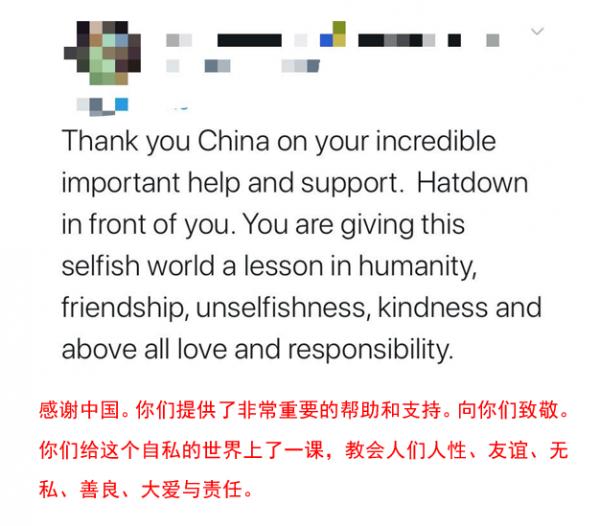 Thank you China on your incredible
important help and support.  Hatdown
in front of you. You are giving this
selfish world a lesson in humanity,
friendship, unselfishness, kindness and
above all love and responsibility.
感谢中国。你们提供了非常重要的帮助和支持。向你们致敬。
你们给这个自私的世界上了一课，教会人们人性、友谊、无
私、善良、大爱与责任。